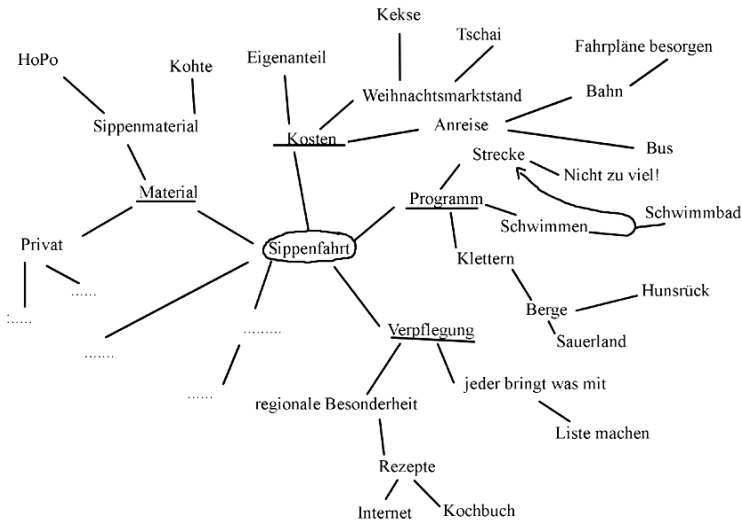 Kekse
Tschai
HoPo
Kohte
Eigenanteil
Fahrpläne besorgen
Weihnachtsmarktstand
Bahn
Sippenmaterial
Kosten
Anreise
Bus
Strecke
Nicht zu viel!
Material
Programm
Schwimmen
Schwimmbad
Privat
Sippenfahrt
Klettern
......
:.....
Berge
Hunsrück
Sauerland
.........
Verpflegung
.......
......
jeder bringt was mit
regionale Besonderheit
Liste machen
Rezepte
Internet
Kochbuch